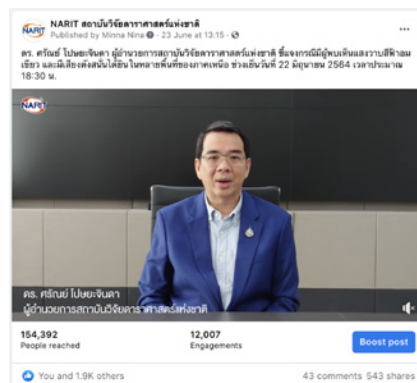 NARIT สถาบันวิจัยดาราศาสตร์แห่งชาติ
Published by Minna Nina · 23 June at 13:15 ·
ดร. ศรัณย์ โปษยะจินดา ผู้อำนวยการสถาบันวิจัยดาราศาสตร์แห่งชาติ ชี้แจงกรณีมีผู้พบเห็นแสงวาบสีฟ้าอม
เขียว และมีเสียงดังสนั่นได้ยินในหลายพื้นที่ของภาคเหนือ ช่วงเย็นวันที่ 22 มิถุนายน 2564 เวลาประมาณ
18:30 น.
NARIT
ดร. ศรัณย์ โปษยะจินดา
ผู้อำนวยการสถาบันวิจัยดาราศาสตร์แห่งชาติ
154,392
People reached
12,007
Engagements
Boost post
You and 1.9K others
43 comments 543 shares